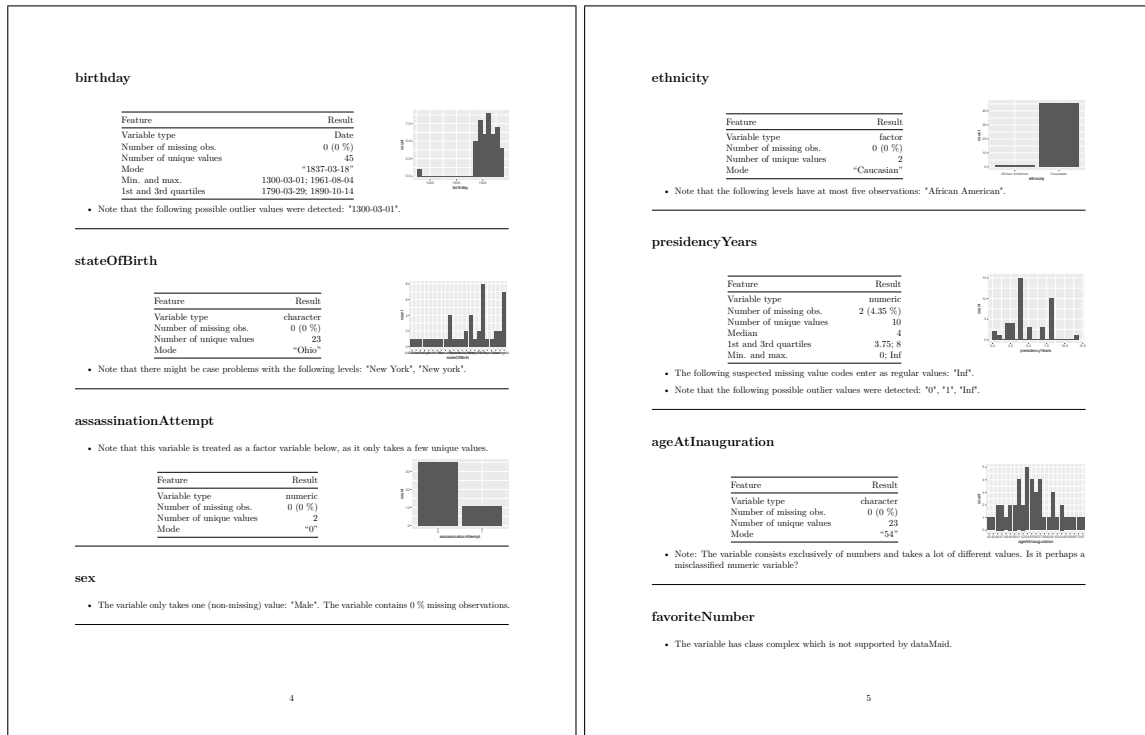 birthday
Feature Result
Variable type Date
Number of missing obs. 0 (0 %)
Number of unique values 45
Mode “1837-03-18”
Min. and max. 1300-03-01; 1961-08-04
1st and 3rd quartiles 1790-03-29; 1890-10-14
birthday
• Note that the following possible outlier values were detected: "1300-03-01".
stateOfBirth
Feature Result
Variable type character
Number of missing obs. 0 (0 %)
Number of unique values 23
Mode “Ohio”
stateOfBirth
• Note that there might be case problems with the following levels: "New York", "New york".
assassinationAttempt
• Note that this variable is treated as a factor variable below, as it only takes a few unique values.
Feature Result
Variable type numeric
Number of missing obs. 0 (0 %)
Number of unique values 2
Mode “0”
assassinationAttempt
sex
• The variable only takes one (non-missing) value: "Male". The variable contains 0 % missing observations.
4
ethnicity
Feature Result
Variable type factor
Number of missing obs. 0 (0 %)
Number of unique values 2
Mode “Caucasian”
African American Caucasian
ethnicity
• Note that the following levels have at most five observations: "African American".
presidencyYears
Feature Result
Variable type numeric
Number of missing obs. 2 (4.35 %)
Number of unique values 10
Median 4
1st and 3rd quartiles 3.75; 8
Min. and max. 0; Inf
presidencyYears
• The following suspected missing value codes enter as regular values: "Inf".
• Note that the following possible outlier values were detected: "0", "1", "Inf".
ageAtInauguration
Feature Result
Variable type character
Number of missing obs. 0 (0 %)
Number of unique values 23
Mode “54”
ageAtInauguration
• Note: The variable consists exclusively of numbers and takes a lot of different values. Is it perhaps a
misclassified numeric variable?
favoriteNumber
• The variable has class complex which is not supported by dataMaid.
5